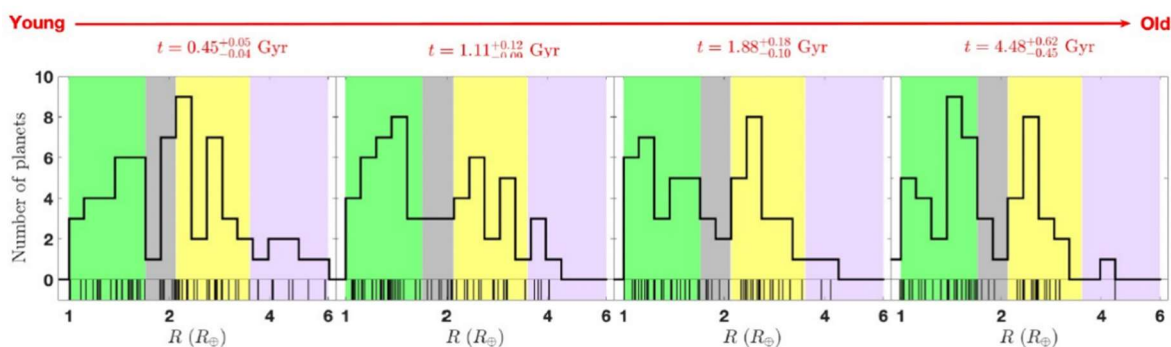 Young Old
t = 0.45+0.05−0.04 Gyr t = 1.11+0.12−0.09 Gyr t = 1.88+0.18−0.10 Gyr t = 4.48+0.62−0.45 Gyr
10
8
6
4
2
0
Number of planets
1 2 4 6 1 2 4 6 1 2 4 6 1 2 4 6
R (R⊕) R (R⊕) R (R⊕) R (R⊕)